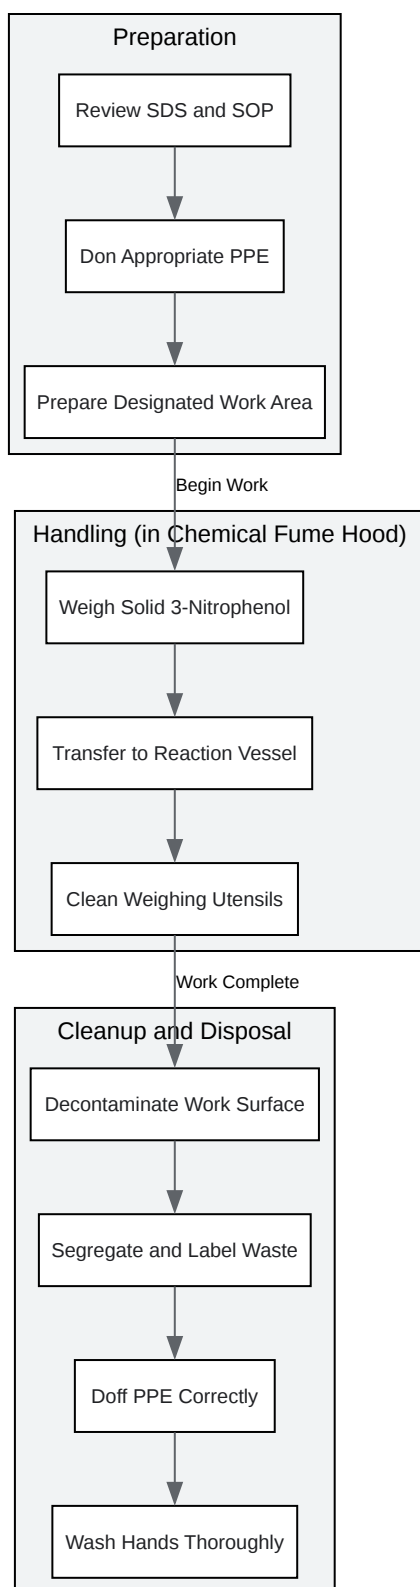 Preparation
Review SDS and SOP
Don Appropriate PPE
Prepare Designated Work Area
Begin Work
Handling (in Chemical Fume Hood)
Weigh Solid 3-Nitrophenol
Transfer to Reaction Vessel
Clean Weighing Utensils
Work Complete
Cleanup and Disposal
Decontaminate Work Surface
Segregate and Label Waste
Doff PPE Correctly
Wash Hands Thoroughly